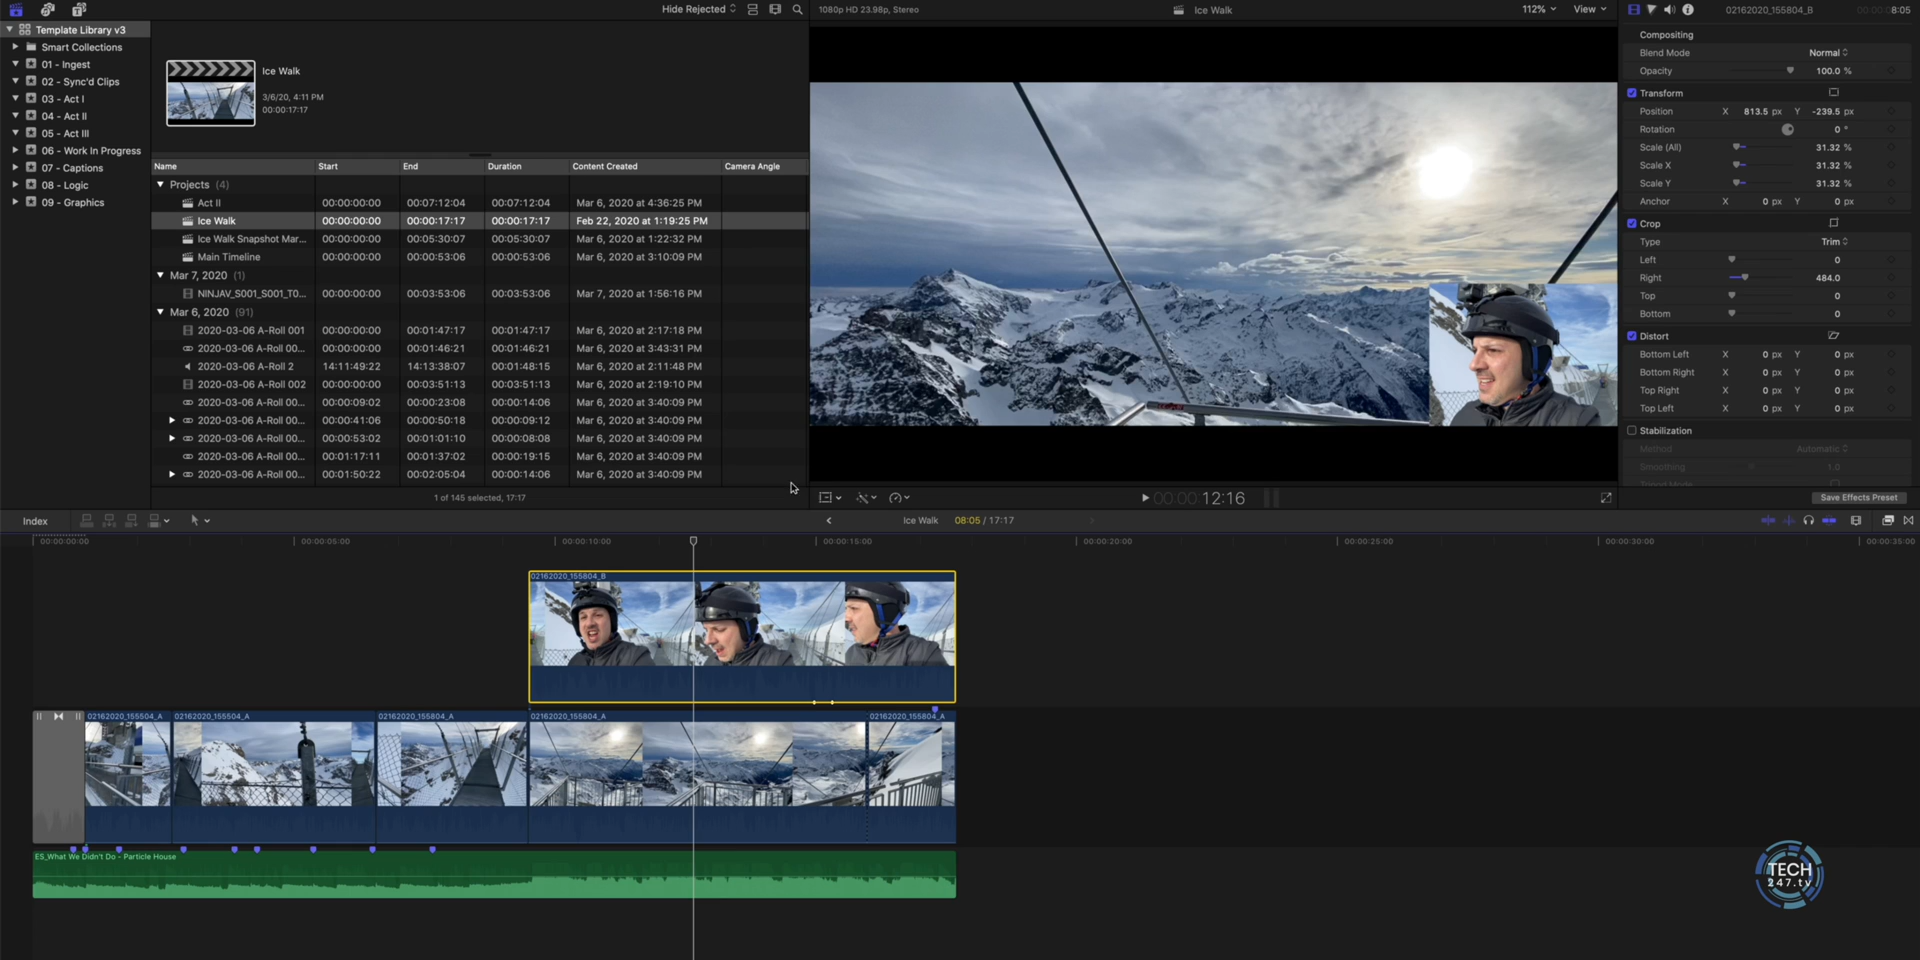 Hide Rejected
1080p HD 23.98p, Stereo
Ice Walk
112%
View
02162020_155804_B
8:05
Template Library v3
Smart Collections
01 - Ingest
02 - Sync'd Clips
03 - Act I
04 - Act II
05 - Act III
06 - Work In Progress
07 - Captions
08 - Logic
09 - Graphics
Ice Walk
3/6/20, 4:11 PM
00:00:17:17
Name Start End Duration Content Created Camera Angle
Projects (4)
Act II 00:00:00:00 00:07:12:04 00:07:12:04 Mar 6, 2020 at 4:36:25 PM
Ice Walk 00:00:00:00 00:00:17:17 00:00:17:17 Feb 22, 2020 at 1:19:25 PM
Ice Walk Snapshot Mar... 00:00:00:00 00:05:30:07 00:05:30:07 Mar 6, 2020 at 1:22:32 PM
Main Timeline 00:00:00:00 00:00:53:06 00:00:53:06 Mar 6, 2020 at 3:10:09 PM
Mar 7, 2020 (1)
NINJAV_S001_S001_T0... 00:00:00:00 00:03:53:06 00:03:53:06 Mar 7, 2020 at 1:56:16 PM
Mar 6, 2020 (91)
2020-03-06 A-Roll 001 00:00:00:00 00:01:47:17 00:01:47:17 Mar 6, 2020 at 2:17:18 PM
2020-03-06 A-Roll 00... 00:00:00:00 00:01:46:21 00:01:46:21 Mar 6, 2020 at 3:43:31 PM
2020-03-06 A-Roll 2 14:11:49:22 14:13:38:07 00:01:48:15 Mar 6, 2020 at 2:11:48 PM
2020-03-06 A-Roll 002 00:00:00:00 00:03:51:13 00:03:51:13 Mar 6, 2020 at 2:19:10 PM
2020-03-06 A-Roll 00... 00:00:09:02 00:00:23:08 00:00:14:06 Mar 6, 2020 at 3:40:09 PM
2020-03-06 A-Roll 00... 00:00:41:06 00:00:50:18 00:00:09:12 Mar 6, 2020 at 3:40:09 PM
2020-03-06 A-Roll 00... 00:00:53:02 00:01:01:10 00:00:08:08 Mar 6, 2020 at 3:40:09 PM
2020-03-06 A-Roll 00... 00:01:17:11 00:01:37:02 00:00:19:15 Mar 6, 2020 at 3:40:09 PM
2020-03-06 A-Roll 00... 00:01:50:22 00:02:05:04 00:00:14:06 Mar 6, 2020 at 3:40:09 PM
1 of 145 selected, 17:17
00:00:12:16
Compositing
Blend Mode Normal
Opacity 100.0 %
Transform
Position X 813.5 px Y -239.5 px
Rotation 0 °
Scale (All) 31.32 %
Scale X 31.32 %
Scale Y 31.32 %
Anchor X 0 px Y 0 px
Crop
Type Trim
Left 0
Right 484.0
Top 0
Bottom 0
Distort
Bottom Left X 0 px Y 0 px
Bottom Right X 0 px Y 0 px
Top Right X 0 px Y 0 px
Top Left X 0 px Y 0 px
Stabilization
Method Automatic
Smoothing 1.0
Tripod Mode
Save Effects Preset
Index
Ice Walk 08:05 / 17:17
00:00:00:00 00:00:05:00 00:00:10:00 00:00:15:00 00:00:20:00 00:00:25:00 00:00:30:00 00:00:35:00
02162020_155804_B
02162020_155504_A 02162020_155504_A 02162020_155804_A 02162020_155804_A 02162020_155804_A
ES_What We Didn't Do - Particle House
TECH
247.tv